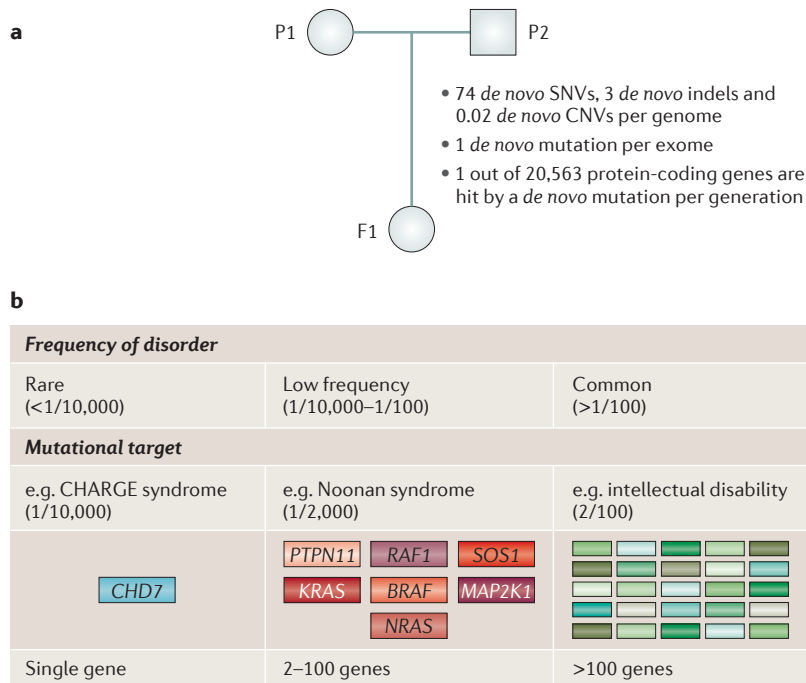 a
P1
P2
• 74 de novo SNVs, 3 de novo indels and
0.02 de novo CNVs per genome
• 1 de novo mutation per exome
• 1 out of 20,563 protein-coding genes are
hit by a de novo mutation per generation
F1
b
Frequency of disorder
Rare
(<1/10,000)
Low frequency
(1/10,000–1/100)
Common
(>1/100)
Mutational target
e.g. CHARGE syndrome
(1/10,000)
e.g. Noonan syndrome
(1/2,000)
e.g. intellectual disability
(2/100)
CHD7
PTPN11
RAF1
SOS1
KRAS
BRAF
MAP2K1
NRAS
Single gene
2–100 genes
>100 genes